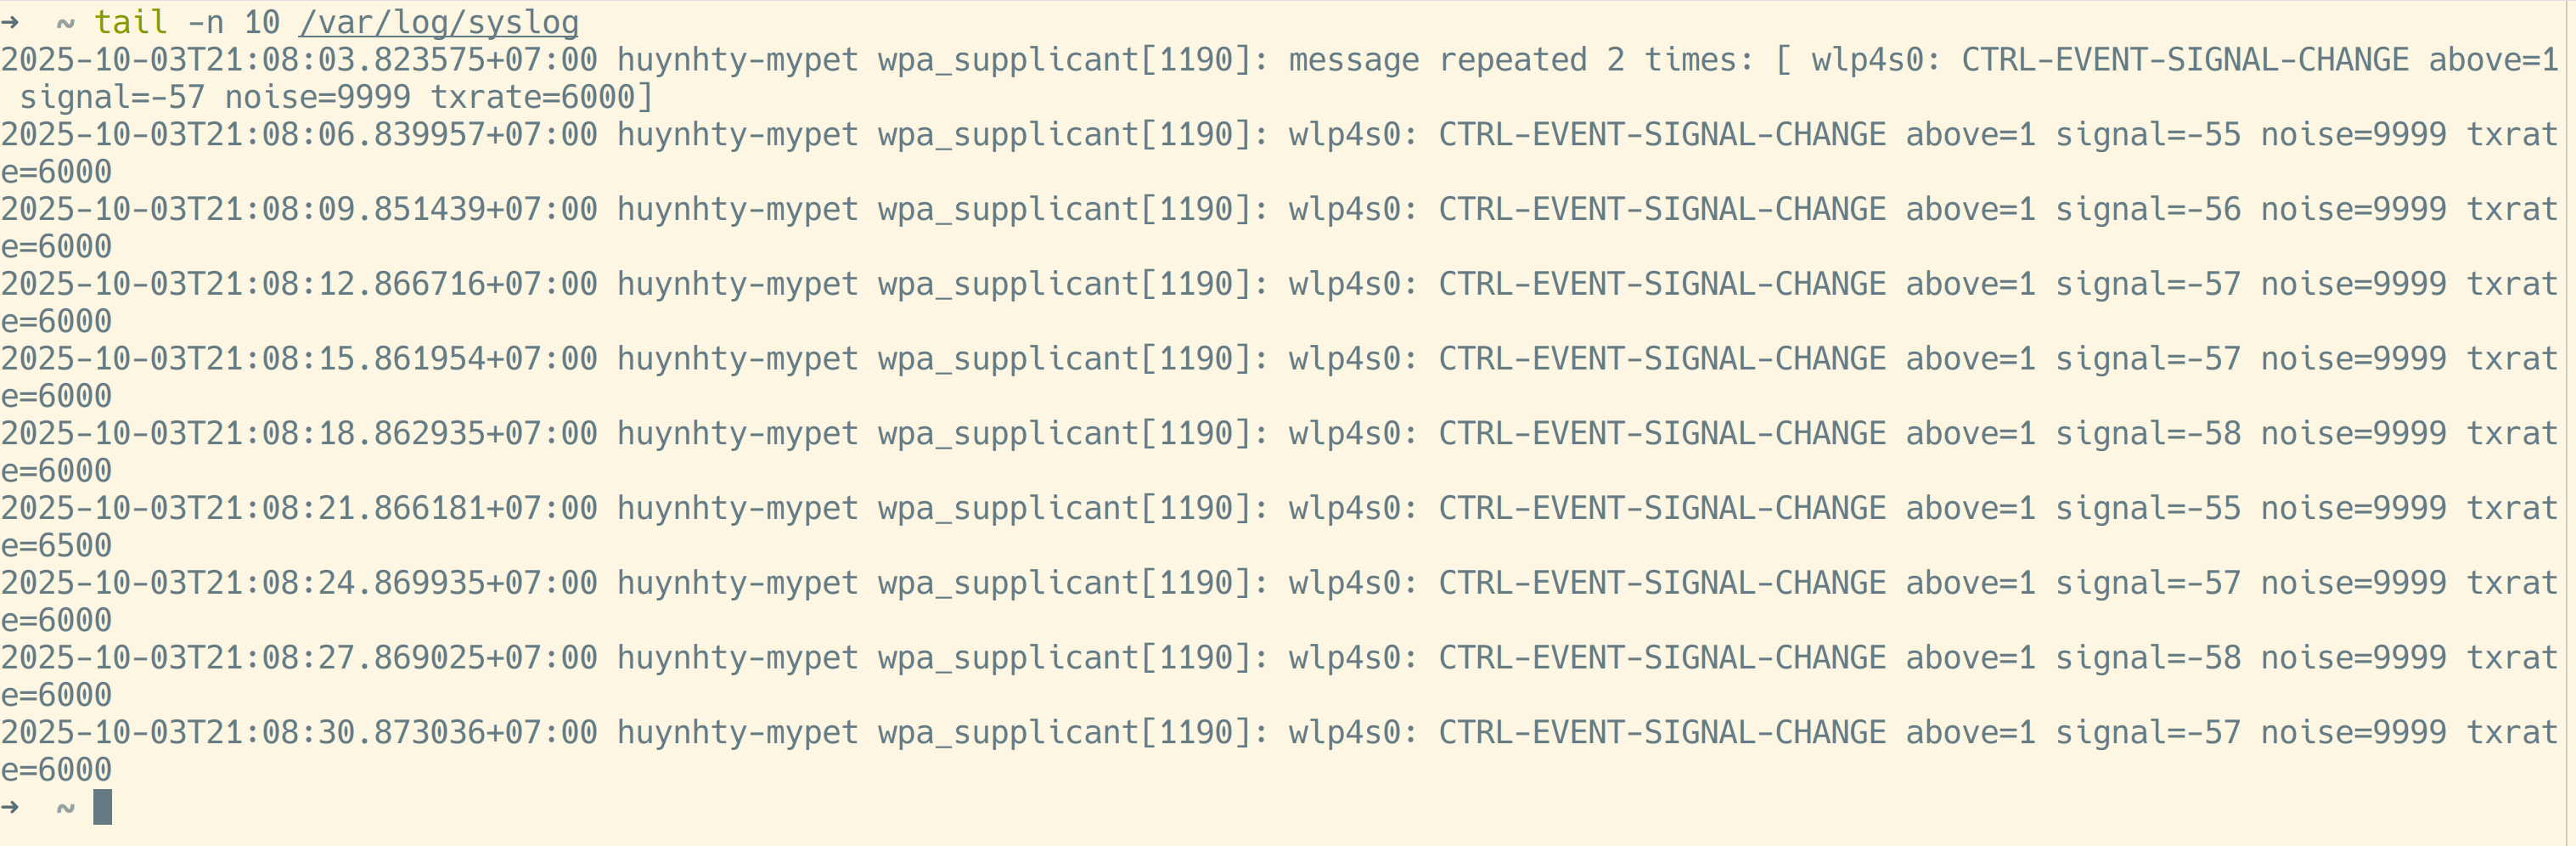 →  ~ tail -n 10 /var/log/syslog
2025-10-03T21:08:03.823575+07:00 huynhty-mypet wpa_supplicant[1190]: message repeated 2 times: [ wlp4s0: CTRL-EVENT-SIGNAL-CHANGE above=1
 signal=-57 noise=9999 txrate=6000]
2025-10-03T21:08:06.839957+07:00 huynhty-mypet wpa_supplicant[1190]: wlp4s0: CTRL-EVENT-SIGNAL-CHANGE above=1 signal=-55 noise=9999 txrat
e=6000
2025-10-03T21:08:09.851439+07:00 huynhty-mypet wpa_supplicant[1190]: wlp4s0: CTRL-EVENT-SIGNAL-CHANGE above=1 signal=-56 noise=9999 txrat
e=6000
2025-10-03T21:08:12.866716+07:00 huynhty-mypet wpa_supplicant[1190]: wlp4s0: CTRL-EVENT-SIGNAL-CHANGE above=1 signal=-57 noise=9999 txrat
e=6000
2025-10-03T21:08:15.861954+07:00 huynhty-mypet wpa_supplicant[1190]: wlp4s0: CTRL-EVENT-SIGNAL-CHANGE above=1 signal=-57 noise=9999 txrat
e=6000
2025-10-03T21:08:18.862935+07:00 huynhty-mypet wpa_supplicant[1190]: wlp4s0: CTRL-EVENT-SIGNAL-CHANGE above=1 signal=-58 noise=9999 txrat
e=6000
2025-10-03T21:08:21.866181+07:00 huynhty-mypet wpa_supplicant[1190]: wlp4s0: CTRL-EVENT-SIGNAL-CHANGE above=1 signal=-55 noise=9999 txrat
e=6500
2025-10-03T21:08:24.869935+07:00 huynhty-mypet wpa_supplicant[1190]: wlp4s0: CTRL-EVENT-SIGNAL-CHANGE above=1 signal=-57 noise=9999 txrat
e=6000
2025-10-03T21:08:27.869025+07:00 huynhty-mypet wpa_supplicant[1190]: wlp4s0: CTRL-EVENT-SIGNAL-CHANGE above=1 signal=-58 noise=9999 txrat
e=6000
2025-10-03T21:08:30.873036+07:00 huynhty-mypet wpa_supplicant[1190]: wlp4s0: CTRL-EVENT-SIGNAL-CHANGE above=1 signal=-57 noise=9999 txrat
e=6000
→  ~